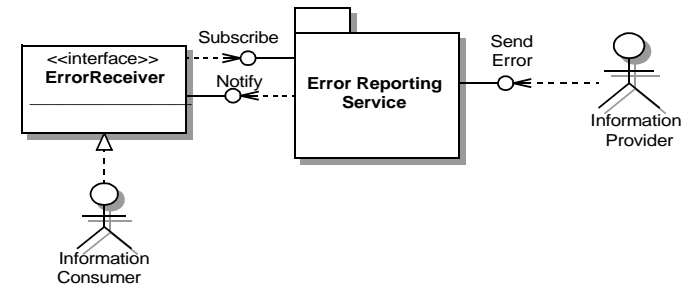 Subscribe
<<interface>>
ErrorReceiver
Notify
Error Reporting
Service
Send
Error
Information
Provider
Information
Consumer